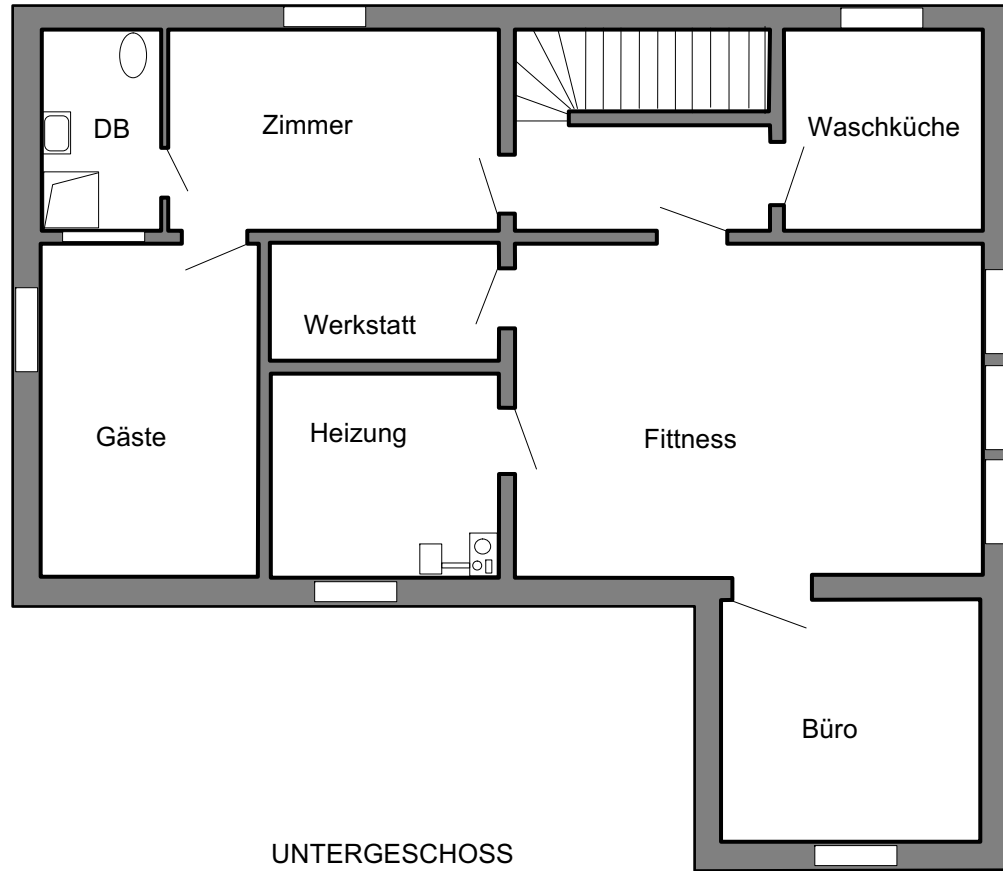 DB
Zimmer
Waschküche
Werkstatt
Gäste
Heizung
Fittness
Büro
UNTERGESCHOSS